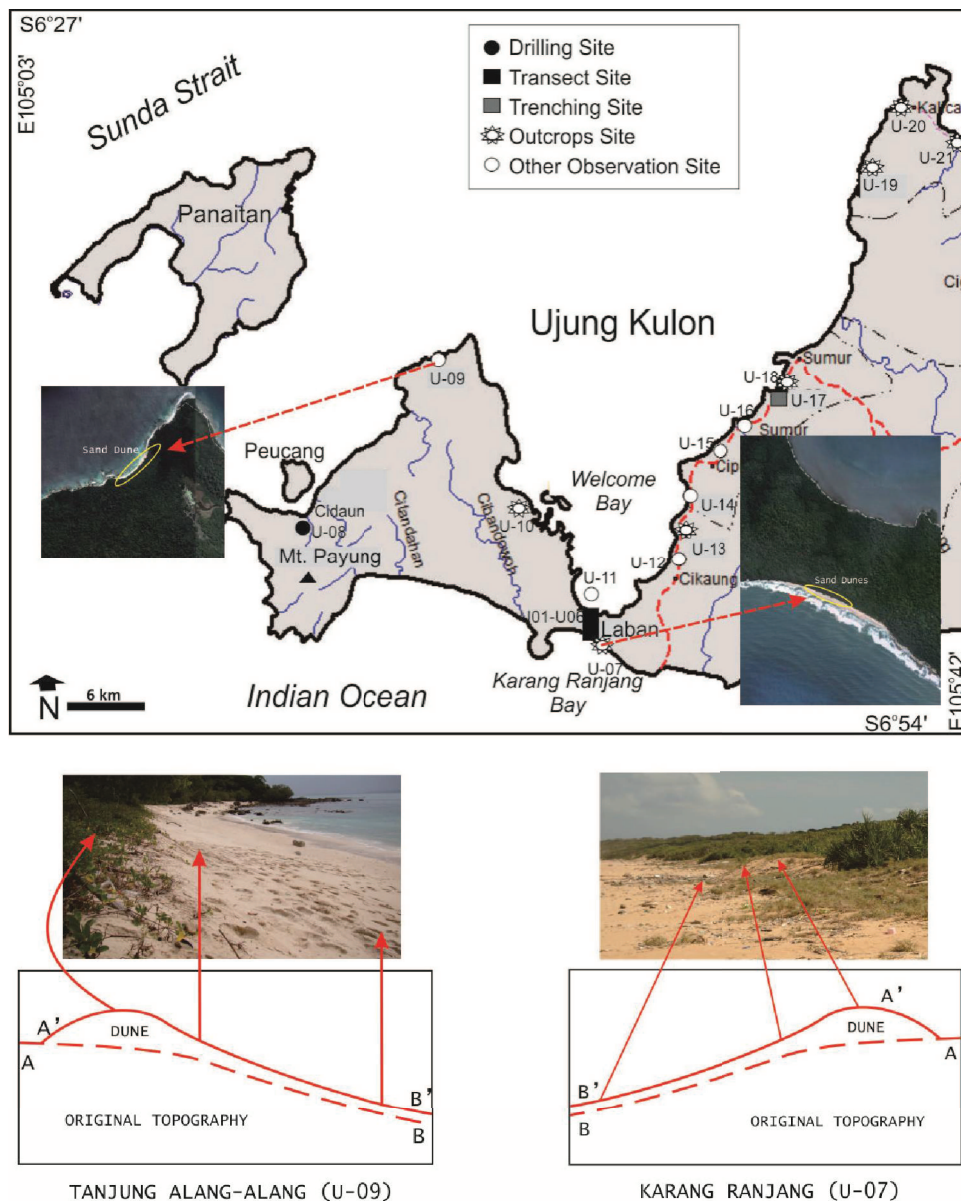 S6°27'
E105°03'
Sunda Strait
Drilling Site
Transect Site
Trenching Site
Outcrops Site
Other Observation Site
U-20
U-21
U-19
Panaitan
Ujung Kulon
U-09
Sumur
U-18
U-17
U-16
Sumur
Sand Dune
Peucang
U-15
Welcome
Bay
U-14
Cidaun
U-08
Cilandahan
U-10
U-13
U-12
Cikaung
Mt. Payung
U-11
U01-U06
Laban
U-07
Sand Dunes
Indian Ocean
Karang Ranjang
Bay
N
6 km
E105°42'
S6°54'
A'
DUNE
A
B'
B
ORIGINAL TOPOGRAPHY
TANJUNG ALANG-ALANG (U-09)
A'
DUNE
A
B'
B
ORIGINAL TOPOGRAPHY
KARANG RANJANG (U-07)